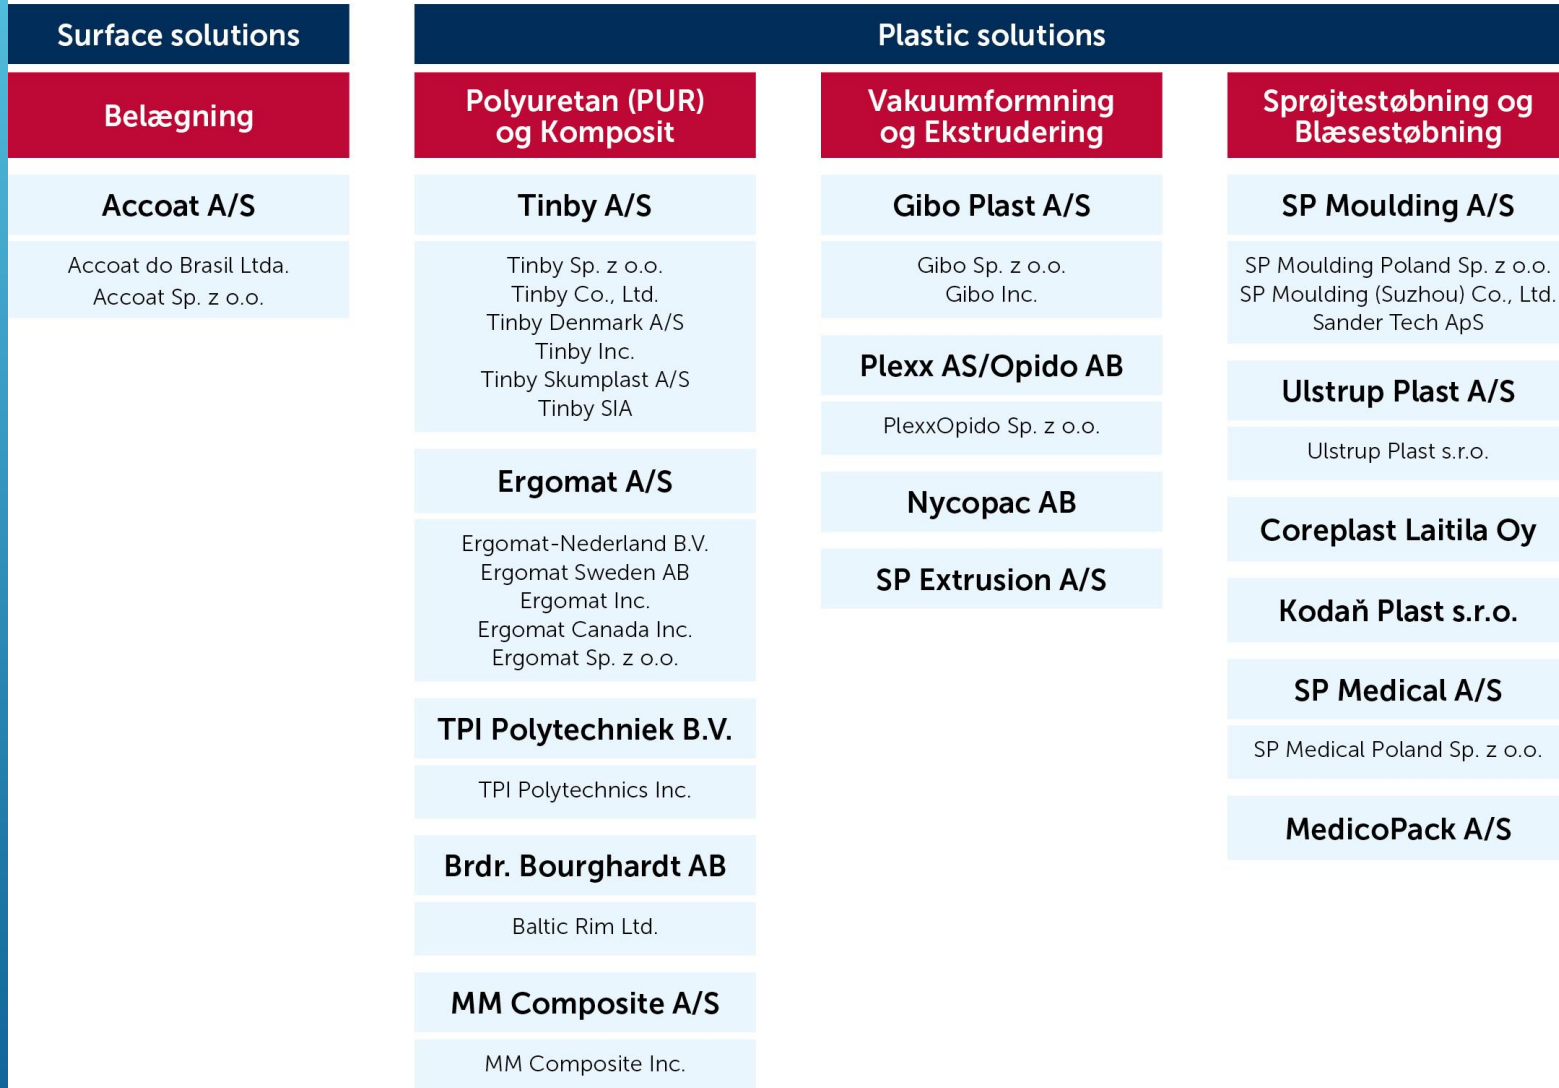 Surface solutions
Belægning
Accoat A/S
Accoat do Brasil Ltda.
Accoat Sp. z o.o.
Plastic solutions
Polyuretan (PUR)
og Komposit
Tinby A/S
Tinby Sp. z o.o.
Tinby Co., Ltd.
Tinby Denmark A/S
Tinby Inc.
Tinby Skumplast A/S
Tinby SIA
Ergomat A/S
Ergomat-Nederland B.V.
Ergomat Sweden AB
Ergomat Inc.
Ergomat Canada Inc.
Ergomat Sp. z o.o.
TPI Polytechniek B.V.
TPI Polytechnics Inc.
Brdr. Bourghardt AB
Baltic Rim Ltd.
MM Composite A/S
MM Composite Inc.
Vakuumformning
og Ekstrudering
Gibo Plast A/S
Gibo Sp. z o.o.
Gibo Inc.
Plexx AS/Opido AB
PlexxOpido Sp. z o.o.
Nycopac AB
SP Extrusion A/S
Sprøjtestøbning og
Blæsestøbning
SP Moulding A/S
SP Moulding Poland Sp. z o.o.
SP Moulding (Suzhou) Co., Ltd.
Sander Tech ApS
Ulstrup Plast A/S
Ulstrup Plast s.r.o.
Coreplast Laitila Oy
Kodaň Plast s.r.o.
SP Medical A/S
SP Medical Poland Sp. z o.o.
MedicoPack A/S